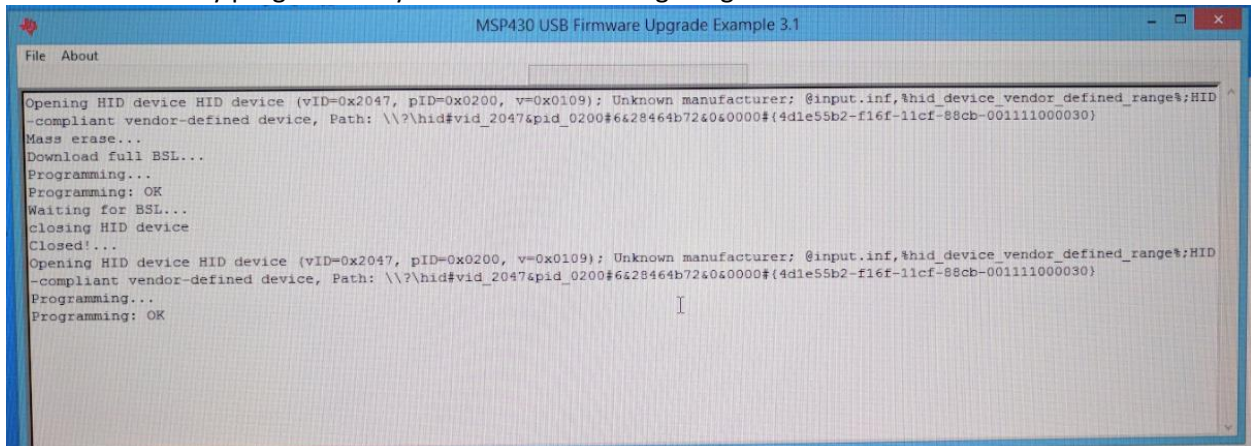 MSP430 USB Firmware Upgrade Example 3.1
File About
Opening HID device HID device (vID=0x2047, pID=0x0200, v=0x0109); Unknown manufacturer; @input.inf,%hid_device_vendor_defined_range%;HID
-compliant vendor-defined device, Path: \\?\hid#vid_2047&pid_0200#6&28464b72&0&0000#{4d1e55b2-f16f-11cf-88cb-001111000030}
Mass erase...
Download full BSL...
Programming...
Programming: OK
Waiting for BSL...
closing HID device
Closed!...
Opening HID device HID device (vID=0x2047, pID=0x0200, v=0x0109); Unknown manufacturer; @input.inf,%hid_device_vendor_defined_range%;HID
-compliant vendor-defined device, Path: \\?\hid#vid_2047&pid_0200#6&28464b72&0&0000#{4d1e55b2-f16f-11cf-88cb-001111000030}
Programming...
Programming: OK